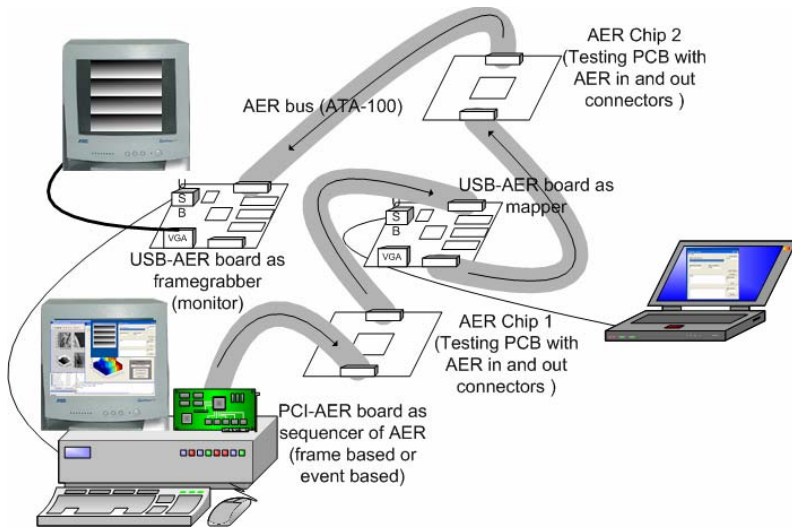 AER Chip 2
(Testing PCB with
AER in and out
connectors )
AER bus (ATA-100)
U
S
B
VGA
USB-AER board as
framegrabber
(monitor)
USB-AER board as
mapper
U
S
B
VGA
AER Chip 1
(Testing PCB with
AER in and out
connectors )
PCI-AER board as
sequencer of AER
(frame based or
event based)